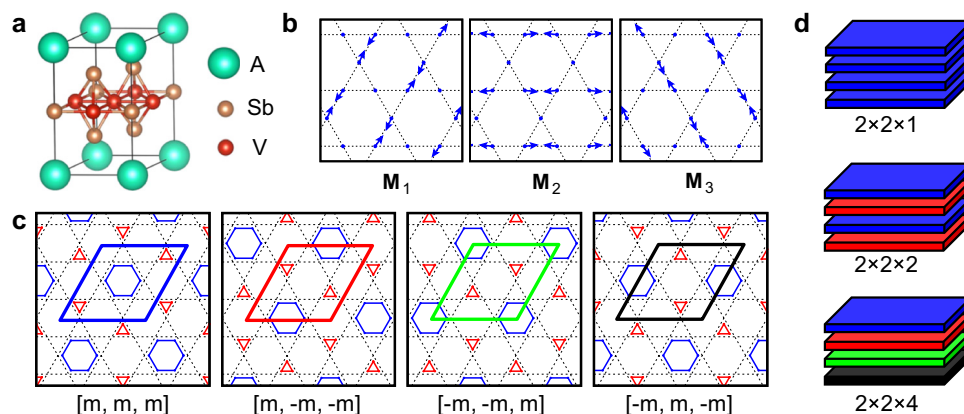 a
A
Sb
V
b
M1
M2
M3
c
[m, m, m]
[m, -m, -m]
[-m, -m, m]
[-m, m, -m]
d
2×2×1
2×2×2
2×2×4